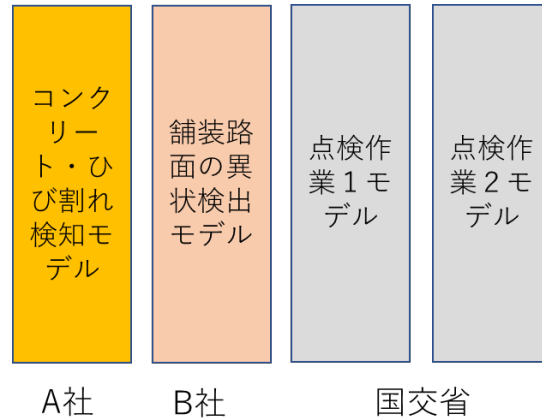 コンク
リー
ト・ひ
び割れ
検知モ
デル
舗装路
面の異
状検出
モデル
点検作
業１モ
デル
点検作
業２モ
デル
A社
B社
国交省